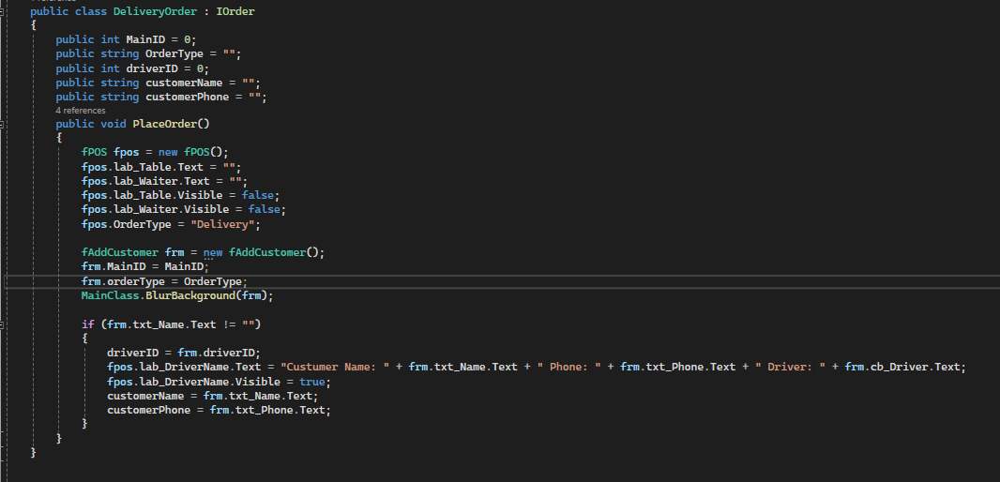 public class DeliveryOrder : IOrder
{
public int MainID = 0;
public string OrderType = "";
public int driverID = 0;
public string customerName = "";
public string customerPhone = "";
4 references
public void PlaceOrder()
{
fPOS fpos = new fPOS();
fpos.lab_Table.Text = "";
fpos.lab_Waiter.Text = "";
fpos.lab_Table.Visible = false;
fpos.lab_Waiter.Visible = false;
fpos.OrderType = "Delivery";
fAddCustomer frm = new fAddCustomer();
frm.MainID = MainID;
frm.orderType = OrderType;
MainClass.BlurBackground(frm);
if (frm.txt_Name.Text != "")
{
driverID = frm.driverID;
fpos.lab_DriverName.Text = "Custumer Name: " + frm.txt_Name.Text + " Phone: " + frm.txt_Phone.Text + " Driver: " + frm.cb_Driver.Text;
fpos.lab_DriverName.Visible = true;
customerName = frm.txt_Name.Text;
customerPhone = frm.txt_Phone.Text;
}
}
}